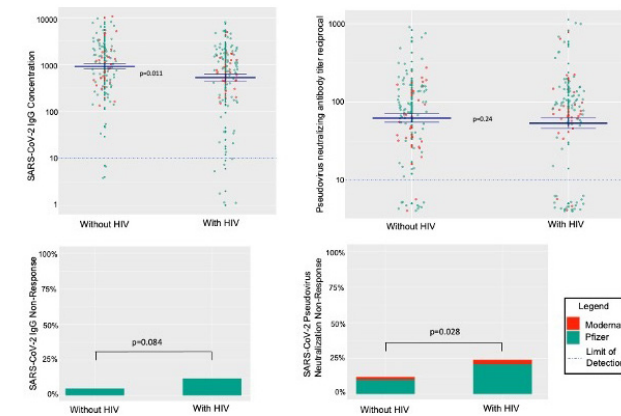 SARS-CoV-2 IgG Concentration
10000
1000
100
10
1
p=0.011
Without HIV
With HIV
Pseudovirus neutralizing antibody titer reciprocal
1000
100
10
p=0.24
Without HIV
With HIV
SARS-CoV-2 IgG Non-Response
100%
75%
50%
25%
0%
p=0.084
Without HIV
With HIV
SARS-CoV-2 Pseudovirus
Neutralization Non-Response
100%
75%
50%
25%
0%
p=0.028
Without HIV
With HIV
Legend
Moderna
Pfizer
Limit of
Detection